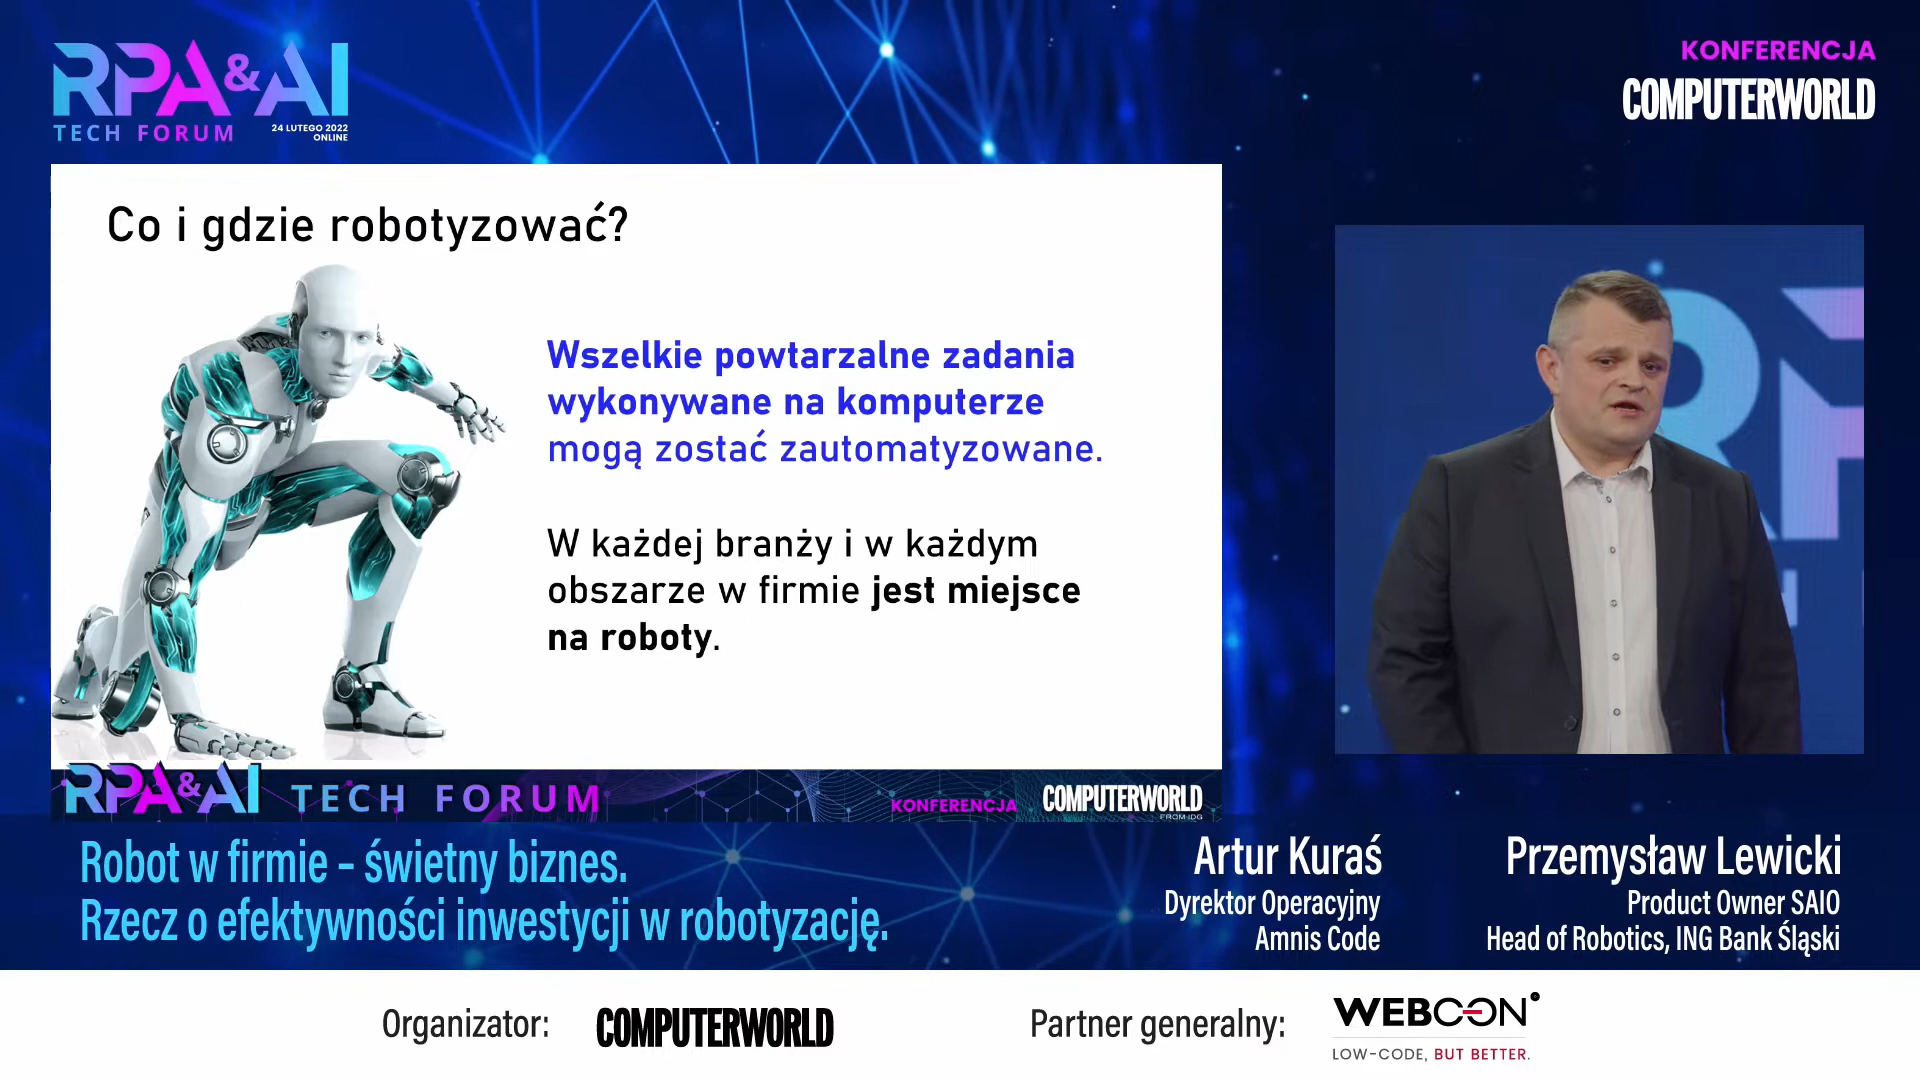 RPA&AI
TECH FORUM
24 LUTEGO 2022
ONLINE
KONFERENCJA
COMPUTERWORLD
Co i gdzie robotyzować?
Wszelkie powtarzalne zadania
wykonywane na komputerze
mogą zostać zautomatyzowane.
W każdej branży i w każdym
obszarze w firmie jest miejsce
na roboty.
RPA&AI TECH FORUM
KONFERENCJA COMPUTERWORLD
FROM IDG
Robot w firmie – świetny biznes.
Rzecz o efektywności inwestycji w robotyzację.
Artur Kuraś
Dyrektor Operacyjny
Amnis Code
Przemysław Lewicki
Product Owner SAIO
Head of Robotics, ING Bank Śląski
Organizator: COMPUTERWORLD
Partner generalny: WEBCON
LOW-CODE, BUT BETTER.